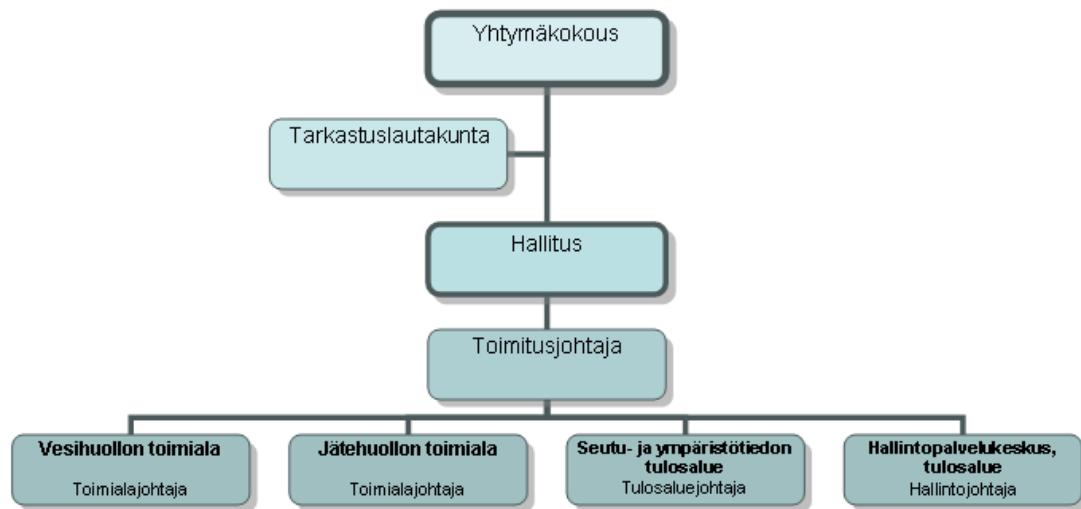 Yhtymäkokous
Tarkastuslautakunta
Hallitus
Toimitusjohtaja
Vesihuollon toimiala
Toimialajohtaja
Jätehuollon toimiala
Toimialajohtaja
Seutu- ja ympäristötiedon
tulosalue
Tulosaluejohtaja
Hallintopalvelukeskus,
tulosalue
Hallintojohtaja